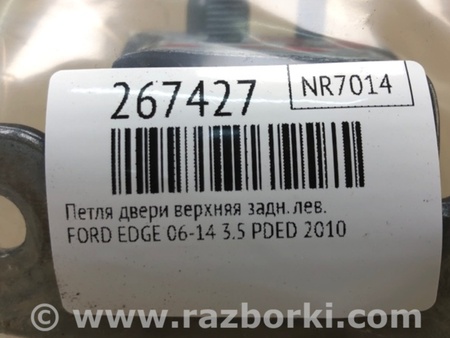 267427
NR7014
Петля двери верхняя задн.лев.
FORD EDGE 06-14 3.5 PDED 2010
© www.razborki.com/